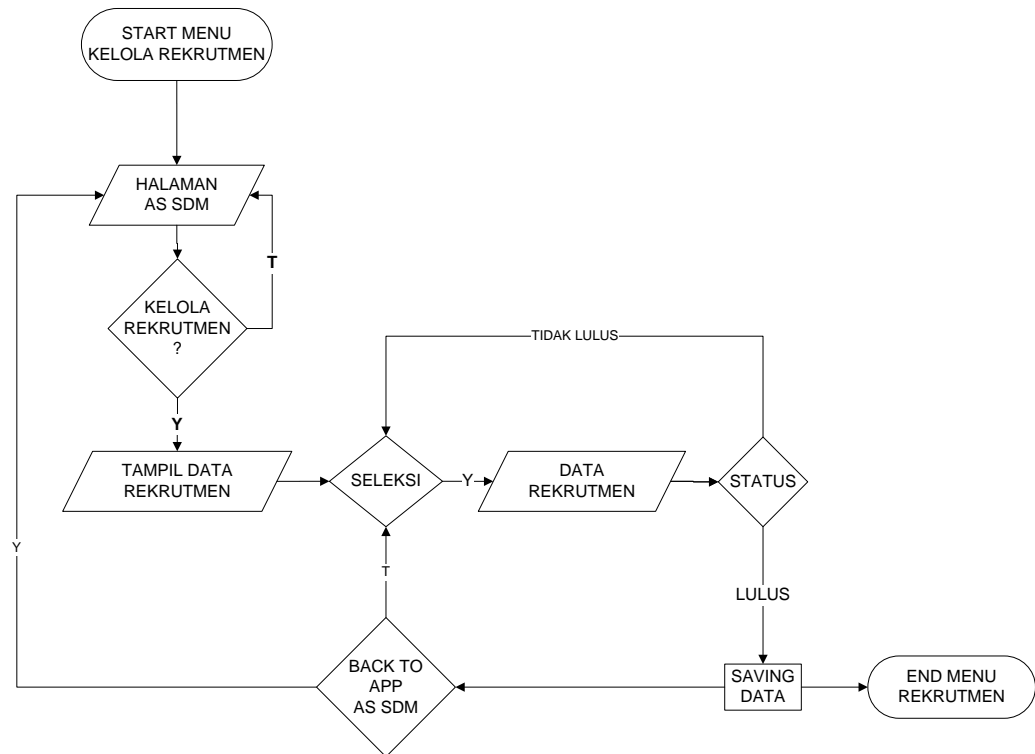 START MENU
KELOLA REKRUTMEN
HALAMAN
AS SDM
T
KELOLA
REKRUTMEN
?
TIDAK LULUS
Y
TAMPIL DATA
REKRUTMEN
SELEKSI
Y
DATA
REKRUTMEN
STATUS
Y
T
LULUS
BACK TO
APP
AS SDM
SAVING
DATA
END MENU
REKRUTMEN